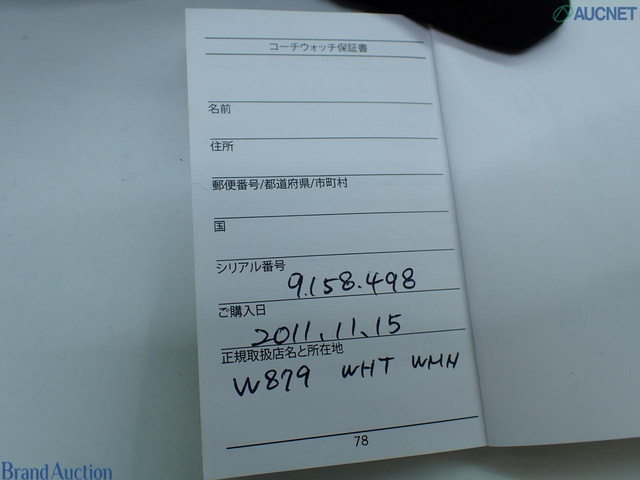 AUCNET
コーチウォッチ保証書
名前
住所
郵便番号/都道府県/市町村
国
シリアル番号
9.158.498
ご購入日
2011.11.15
正規取扱店名と所在地
W879 WHT WMN
78
Brand Auction